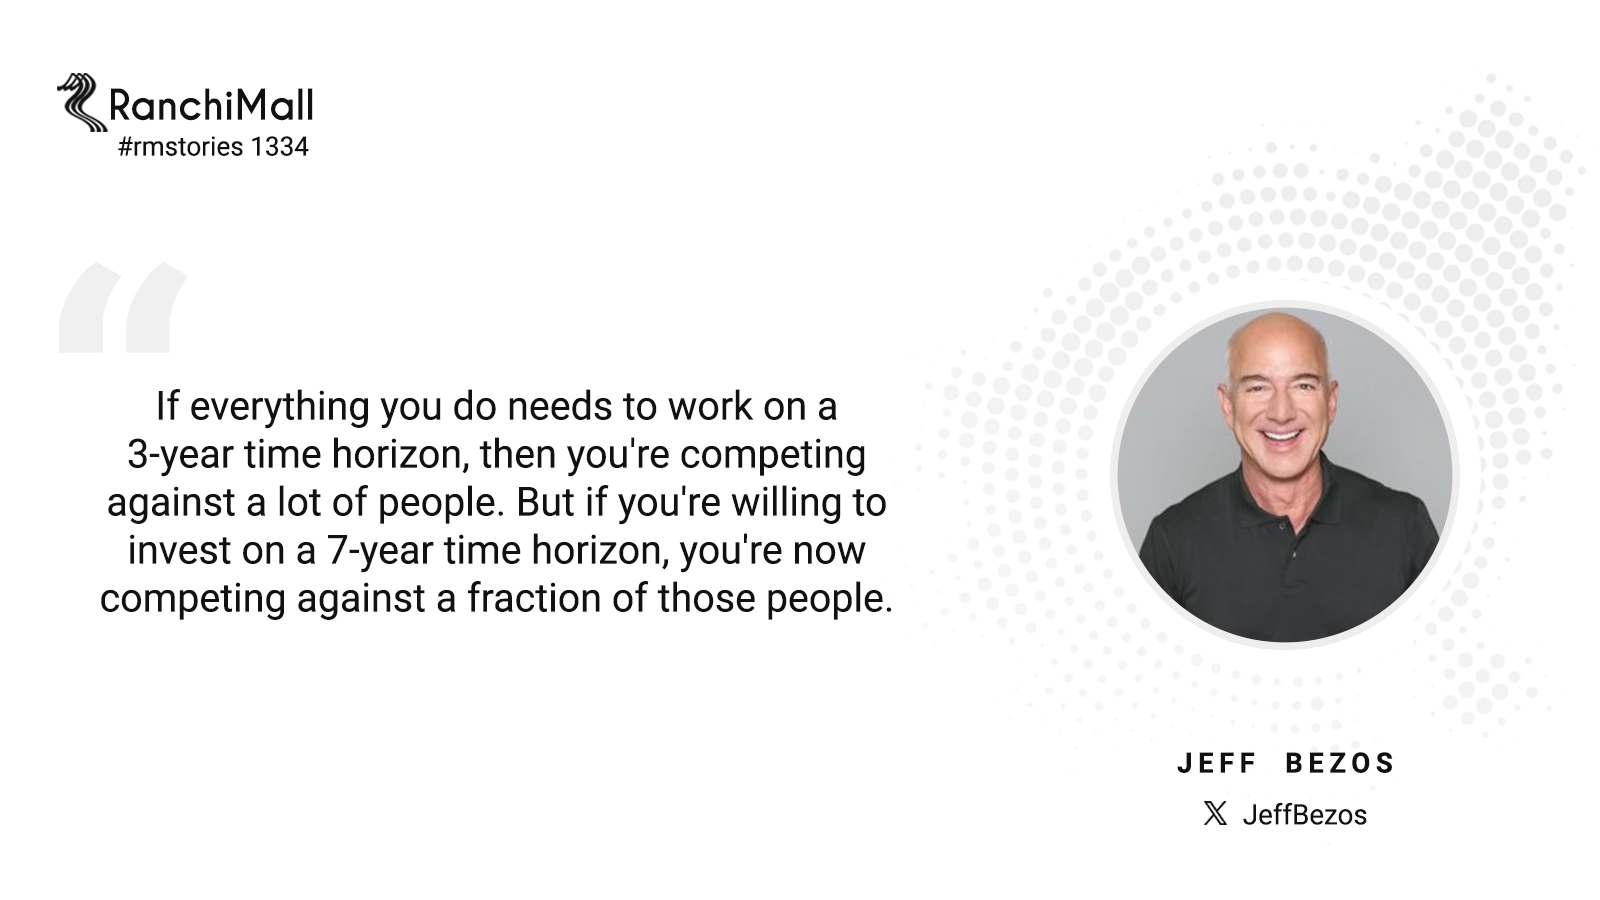 RanchiMall
#rmstories 1334
“
If everything you do needs to work on a
3-year time horizon, then you're competing
against a lot of people. But if you're willing to
invest on a 7-year time horizon, you're now
competing against a fraction of those people.
JEFF BEZOS
𝕏 JeffBezos